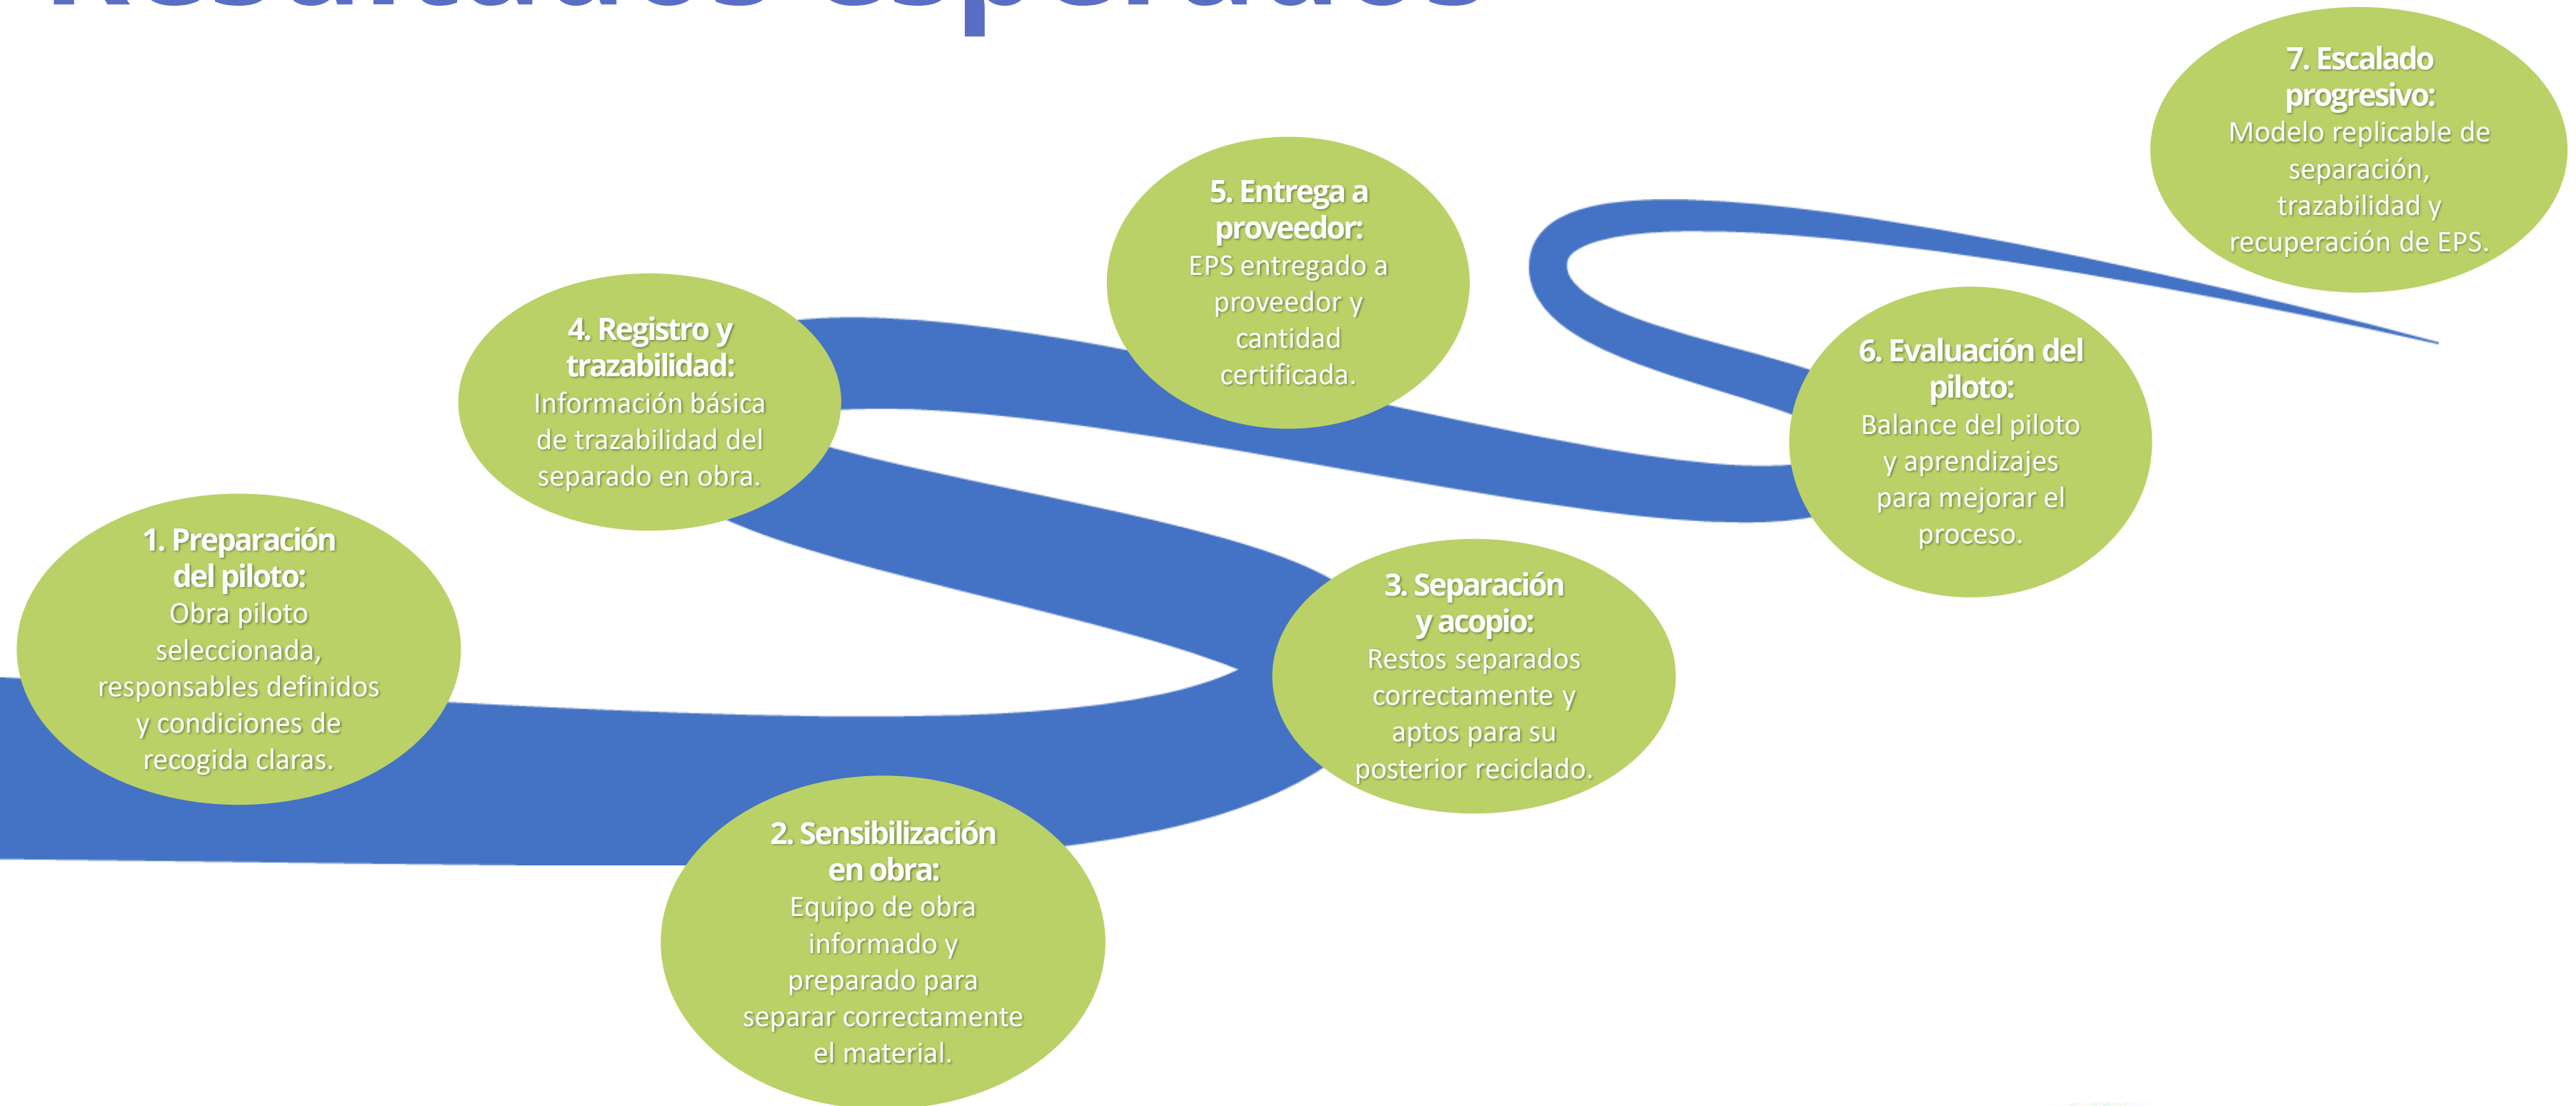 Resultados esperados
1. Preparación
del piloto:
Obra piloto
seleccionada,
responsables definidos
y condiciones de
recogida claras.
2. Sensibilización
en obra:
Equipo de obra
informado y
preparado para
separar correctamente
el material.
3. Separación
y acopio:
Restos separados
correctamente y
aptos para su
posterior reciclado.
4. Registro y
trazabilidad:
Información básica
de trazabilidad del
separado en obra.
5. Entrega a
proveedor:
EPS entregado a
proveedor y
cantidad
certificada.
6. Evaluación del
piloto:
Balance del piloto
y aprendizajes
para mejorar el
proceso.
7. Escalado
progresivo:
Modelo replicable de
separación,
trazabilidad y
recuperación de EPS.